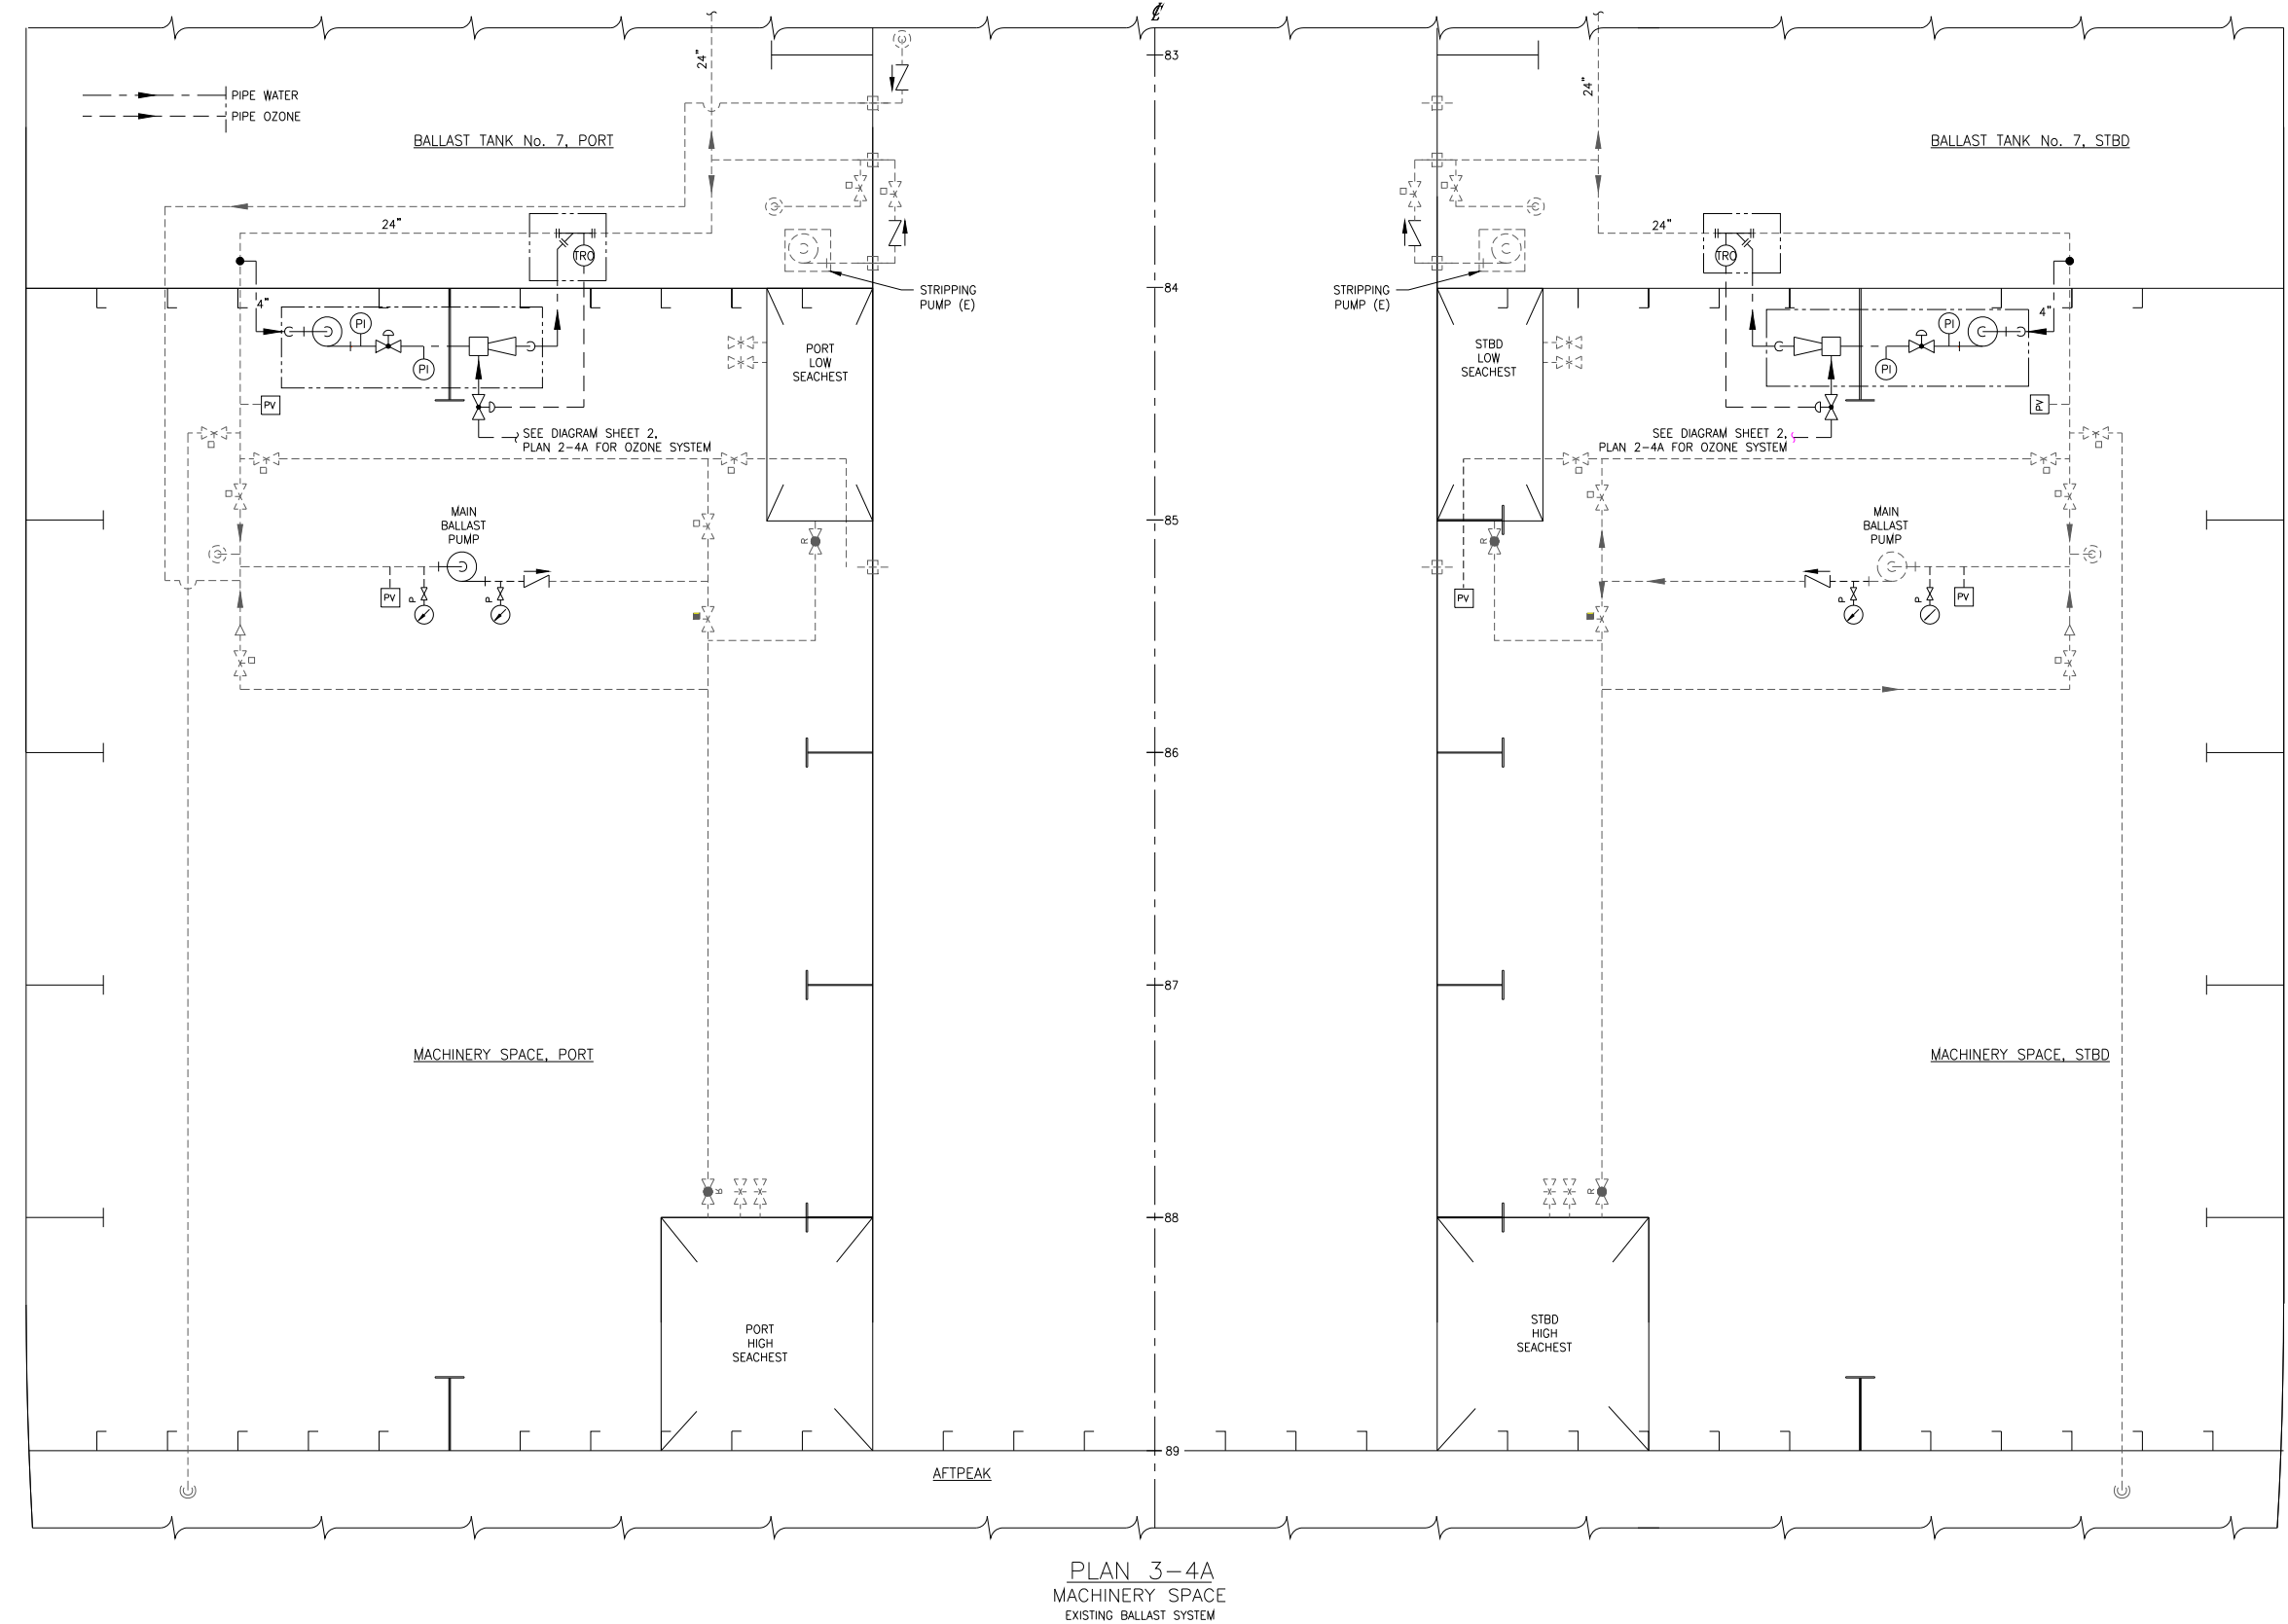 ℄
83
24"
24"
PIPE WATER
PIPE OZONE
BALLAST TANK No. 7, PORT
BALLAST TANK No. 7, STBD
24"
24"
TRO
TRO
STRIPPING
PUMP (E)
STRIPPING
PUMP (E)
84
4"
PI
PI
PORT
LOW
SEACHEST
STBD
LOW
SEACHEST
PI
PI
4"
PV
PV
SEE DIAGRAM SHEET 2,
PLAN 2-4A FOR OZONE SYSTEM
SEE DIAGRAM SHEET 2,
PLAN 2-4A FOR OZONE SYSTEM
MAIN
BALLAST
PUMP
85
MAIN
BALLAST
PUMP
R
R
PV
P
P
PV
P
P
PV
86
87
MACHINERY SPACE, PORT
MACHINERY SPACE, STBD
R
R
88
PORT
HIGH
SEACHEST
STBD
HIGH
SEACHEST
89
AFTPEAK
PLAN 3-4A
MACHINERY SPACE
EXISTING BALLAST SYSTEM